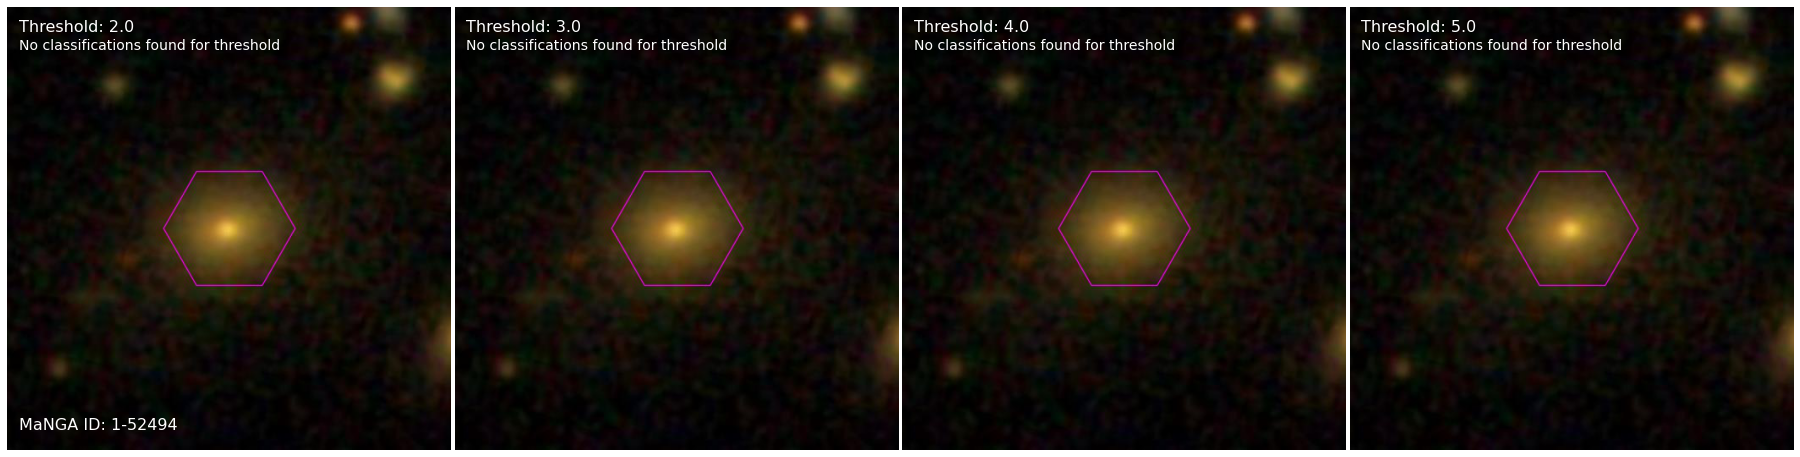 Threshold: 2.0
No classifications found for threshold
MaNGA ID: 1-52494
Threshold: 3.0
No classifications found for threshold
Threshold: 4.0
No classifications found for threshold
Threshold: 5.0
No classifications found for threshold